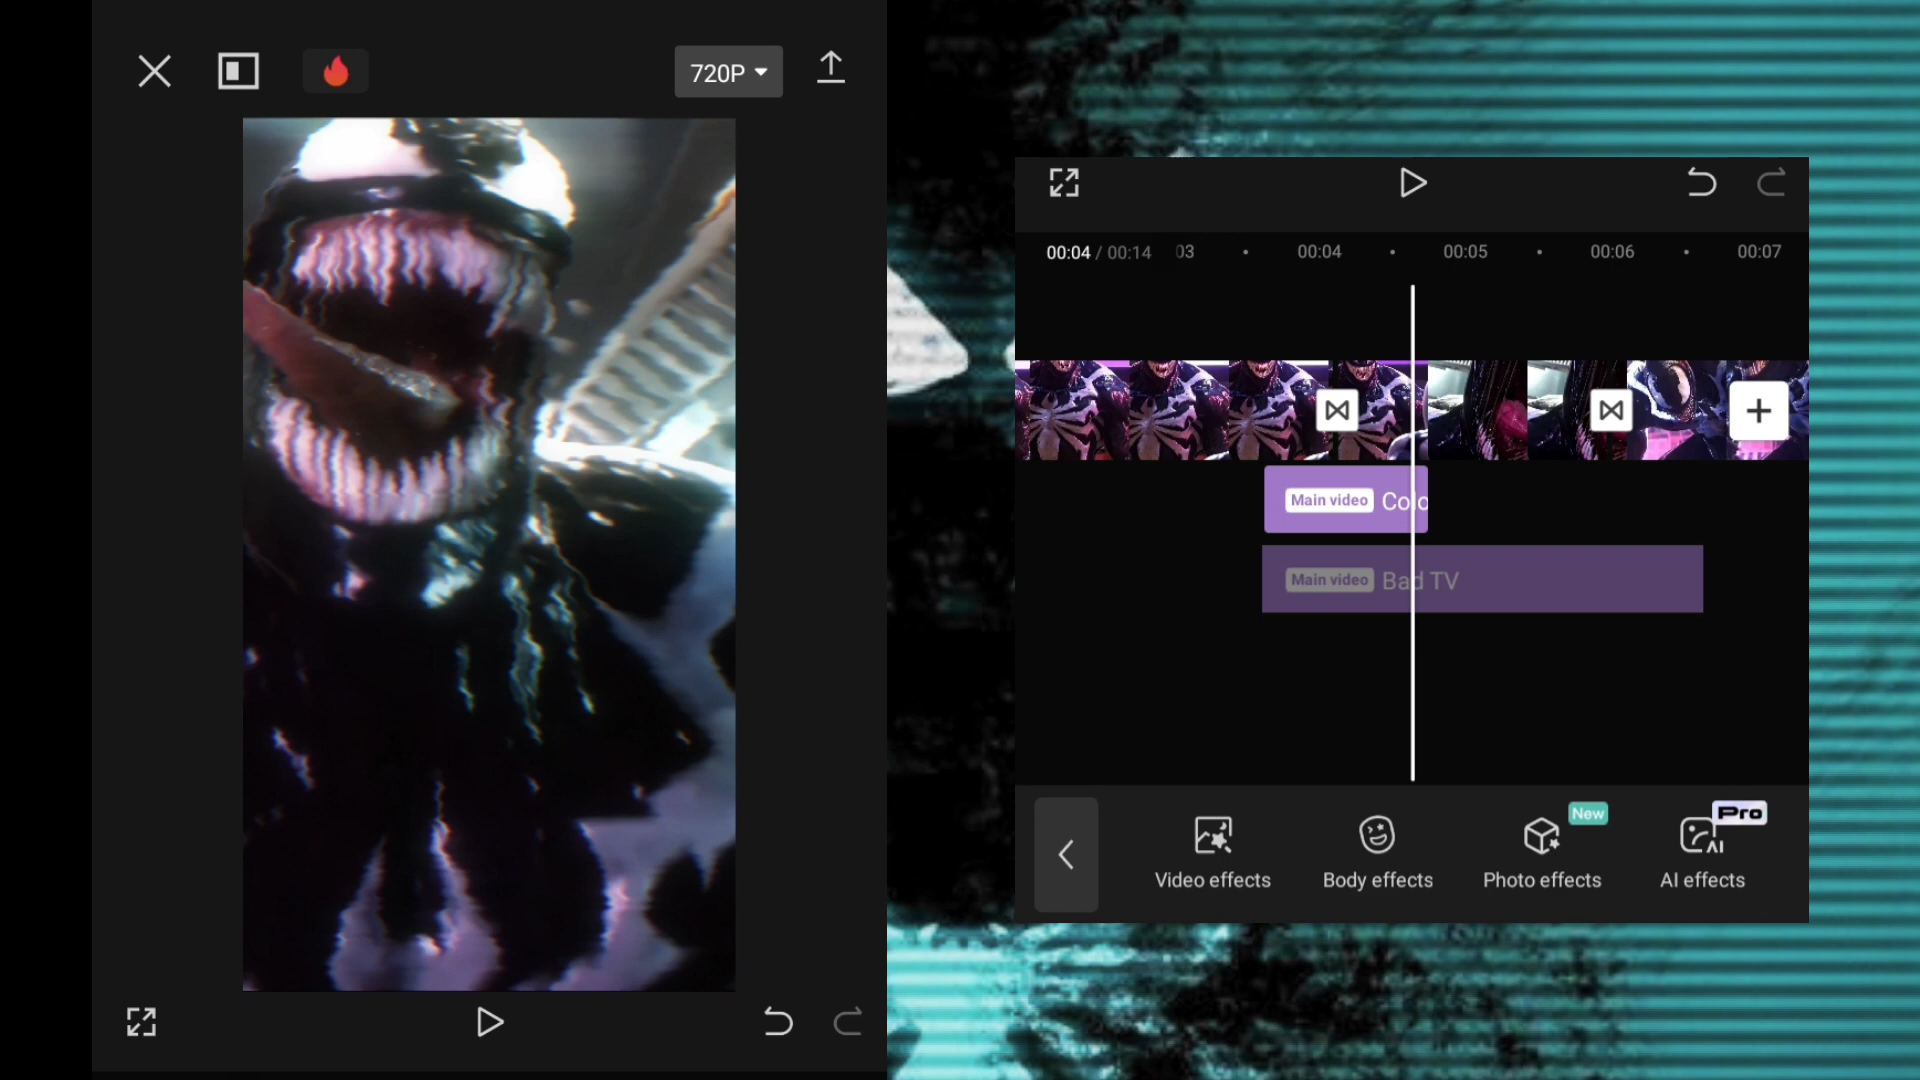 720P
00:04 / 00:14 03 00:04 00:05 00:06 00:07
Main video Colo
Main video Bad TV
New
Pro
AI
Video effects Body effects Photo effects AI effects